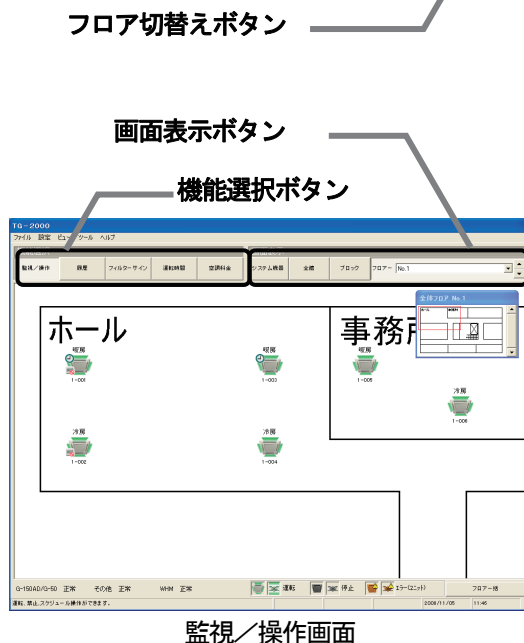 フロア切替えボタン
画面表示ボタン
機能選択ボタン
TG-2000
ファイル 設定 ビュー ツール ヘルプ
監視／操作 履歴 フィルターサイン 運転時間 空調料金 システム機器 全体 ブロック フロアー No.1
全体フロア No.1
ホール
事務所
暖房
1-001
暖房
1-003
暖房
1-005
冷房
1-006
冷房
1-002
冷房
1-004
G-150AD/G-50 正常 その他 正常 WHM 正常 運転 停止 エラー(ユニット) フロアー括
運転、禁止、スケジュール操作ができます。 2008/11/05 11:46
監視／操作画面